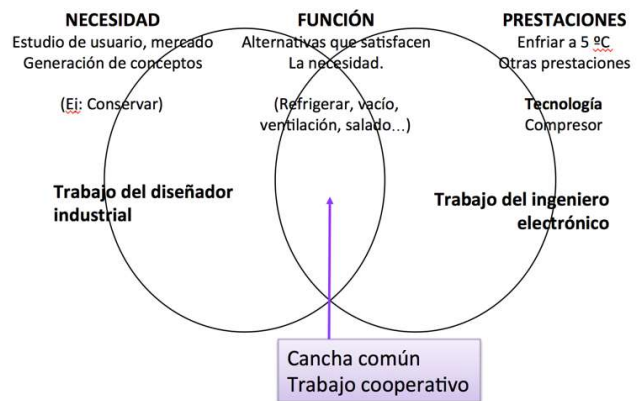 NECESIDAD
Estudio de usuario, mercado
Generación de conceptos
(Ej: Conservar)
FUNCIÓN
Alternativas que satisfacen
La necesidad.
(Refrigerar, vacío,
ventilación, salado...)
PRESTACIONES
Enfriar a 5 ºC
Otras prestaciones
Tecnología
Compresor
Trabajo del diseñador
industrial
Trabajo del ingeniero
electrónico
Cancha común
Trabajo cooperativo